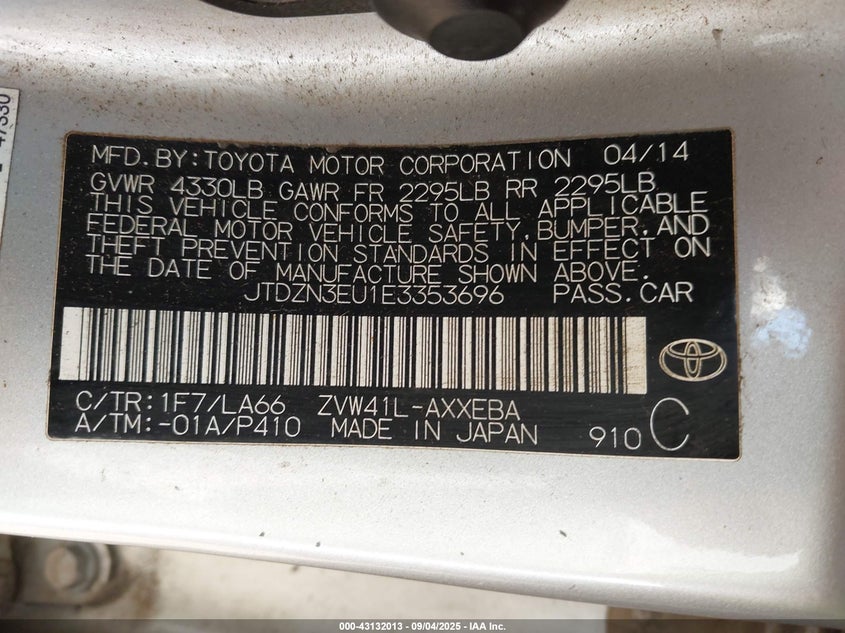 MFD.BY:TOYOTA MOTOR CORPORATION 04/14
GVWR 4330LB GAWR FR 2295LB RR 2295LB
THIS VEHICLE CONFORMS TO ALL APPLICABLE
FEDERAL MOTOR VEHICLE SAFETY,BUMPER,AND
THEFT PREVENTION STANDARDS IN EFFECT ON
THE DATE OF MANUFACTURE SHOWN ABOVE.
JTDZN3EU1E3353696 PASS.CAR
C/TR:1F7/LA66 ZVW41L-AXXEBA
A/TM:-01A/P410 MADE IN JAPAN 910 C
000-43132013 - 09/04/2025 - IAA Inc.